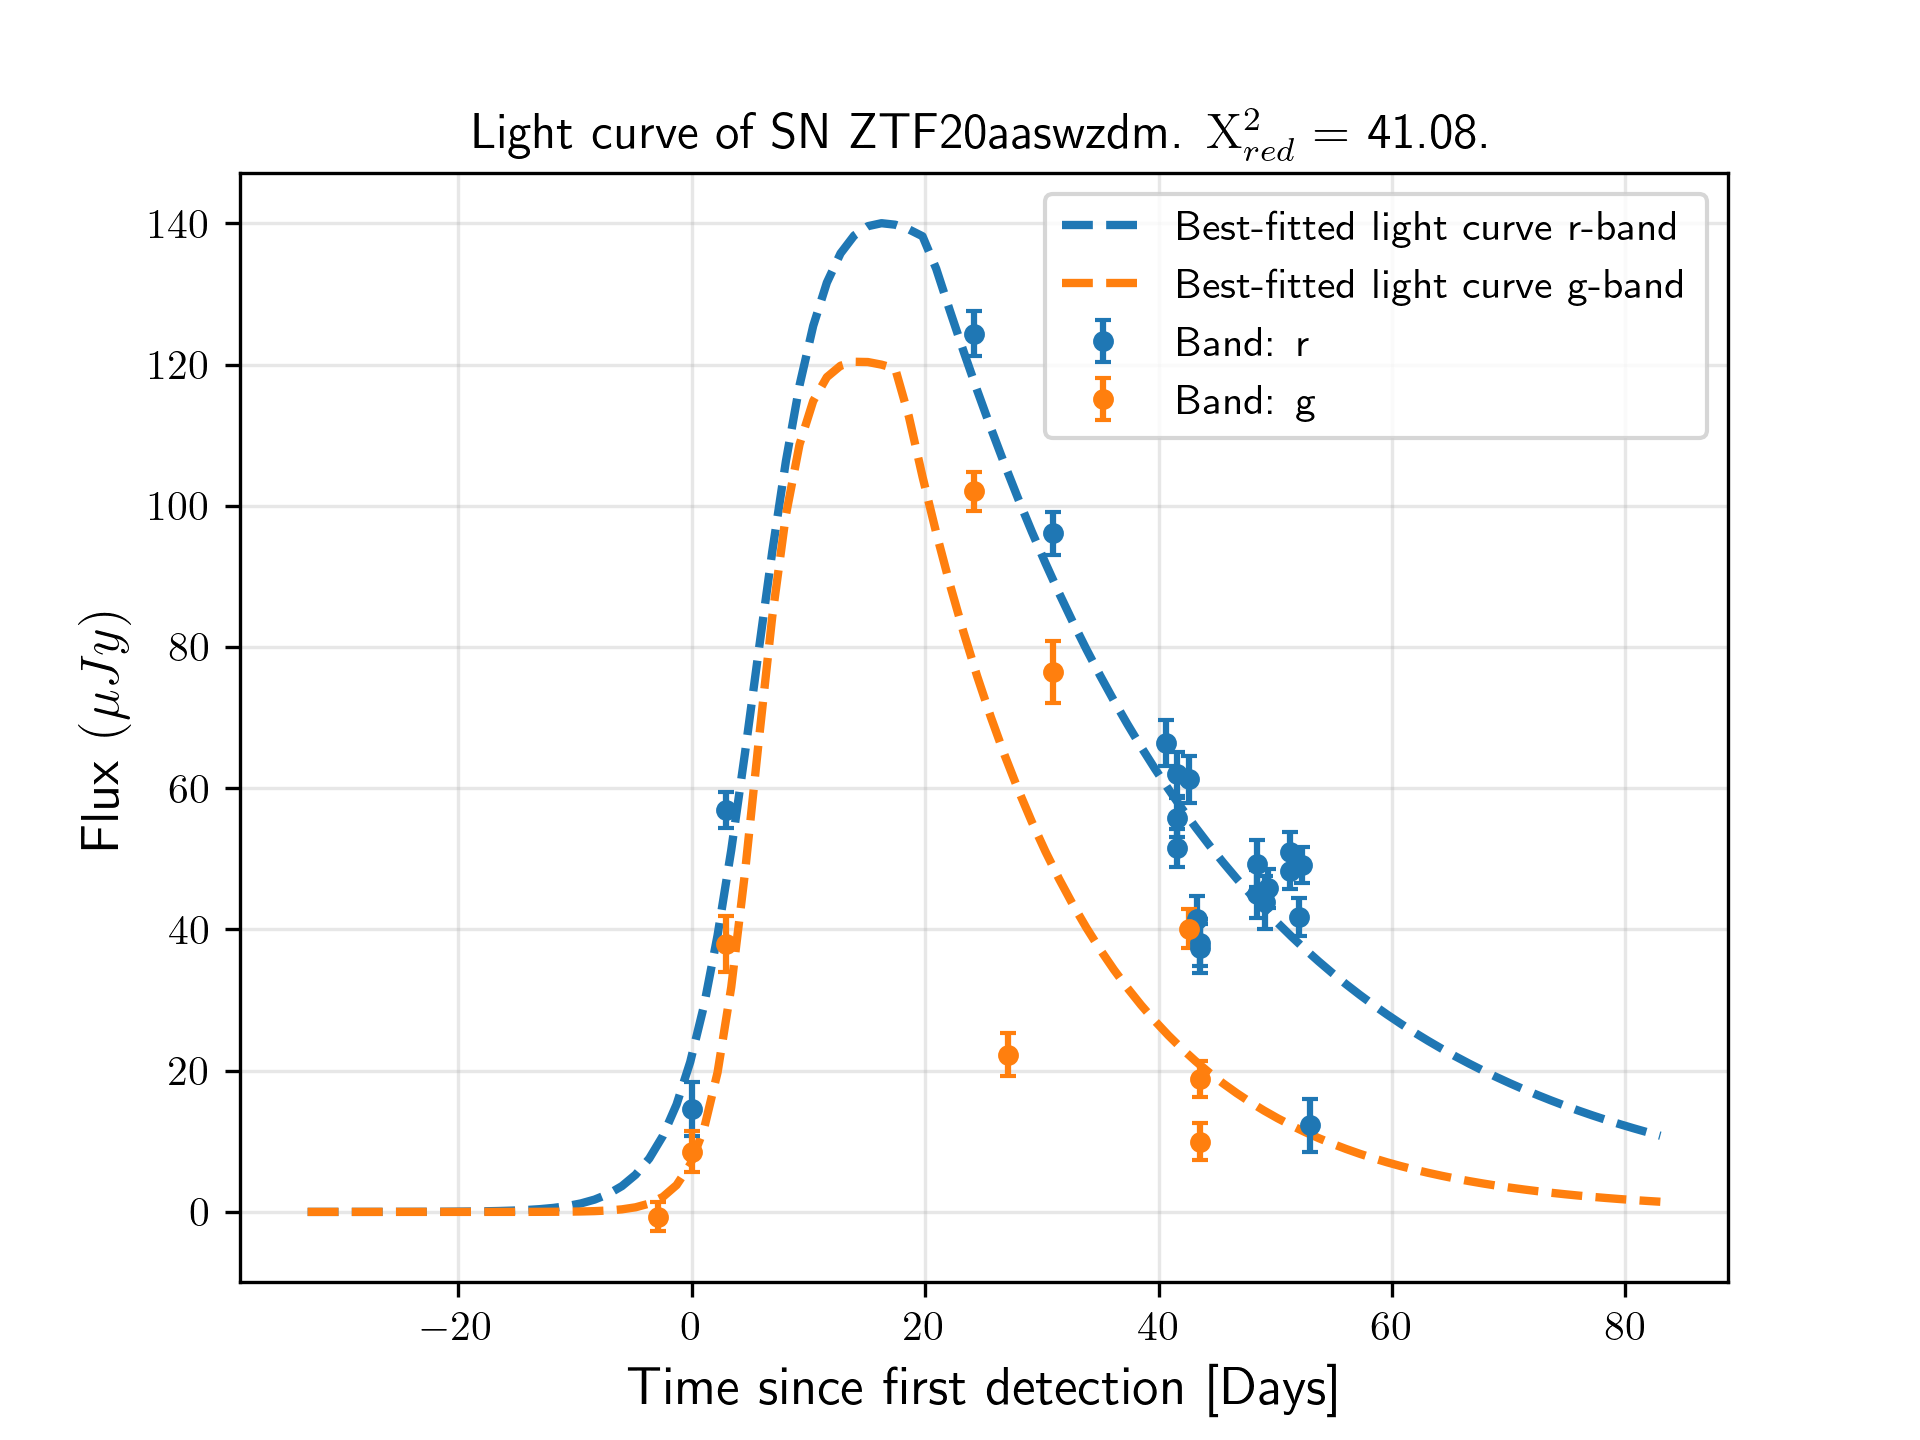 Light curve of SN ZTF20aaswzdm. X²red = 41.08.
Best-fitted light curve r-band
Best-fitted light curve g-band
Band: r
Band: g
140
120
100
80
60
40
20
0
Flux (μJy)
−20 0 20 40 60 80
Time since first detection [Days]